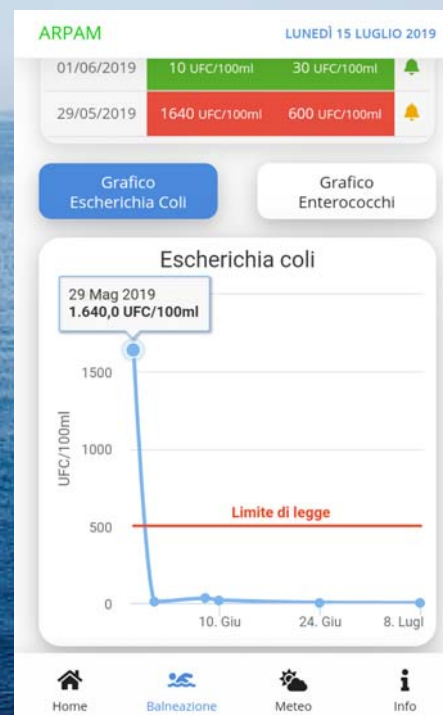 ARPAM LUNEDÌ 15 LUGLIO 2019
01/06/2019 10 UFC/100ml 30 UFC/100ml
29/05/2019 1640 UFC/100ml 600 UFC/100ml
Grafico
Escherichia Coli
Grafico
Enterococchi
Escherichia coli
29 Mag 2019
1.640,0 UFC/100ml
1500
1000
500
0
UFC/100ml
Limite di legge
10. Giu 24. Giu 8. Lugl
Home Balneazione Meteo Info